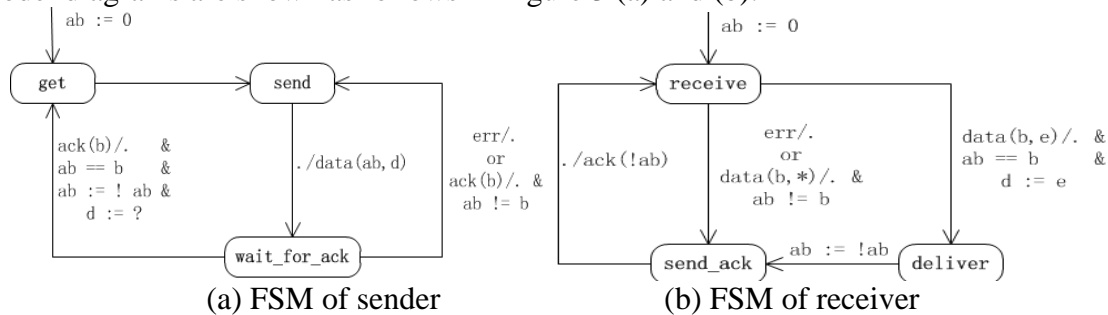 ab := 0
get
send
ack(b)/. &
ab == b &
ab := ! ab &
d := ?
./data(ab,d)
err/.
or
ack(b)/. &
ab != b
wait_for_ack
(a) FSM of sender
ab := 0
receive
./ack(!ab)
err/.
or
data(b,*)/. &
ab != b
data(b,e)/. &
ab == b &
d := e
send_ack
ab := !ab
deliver
(b) FSM of receiver